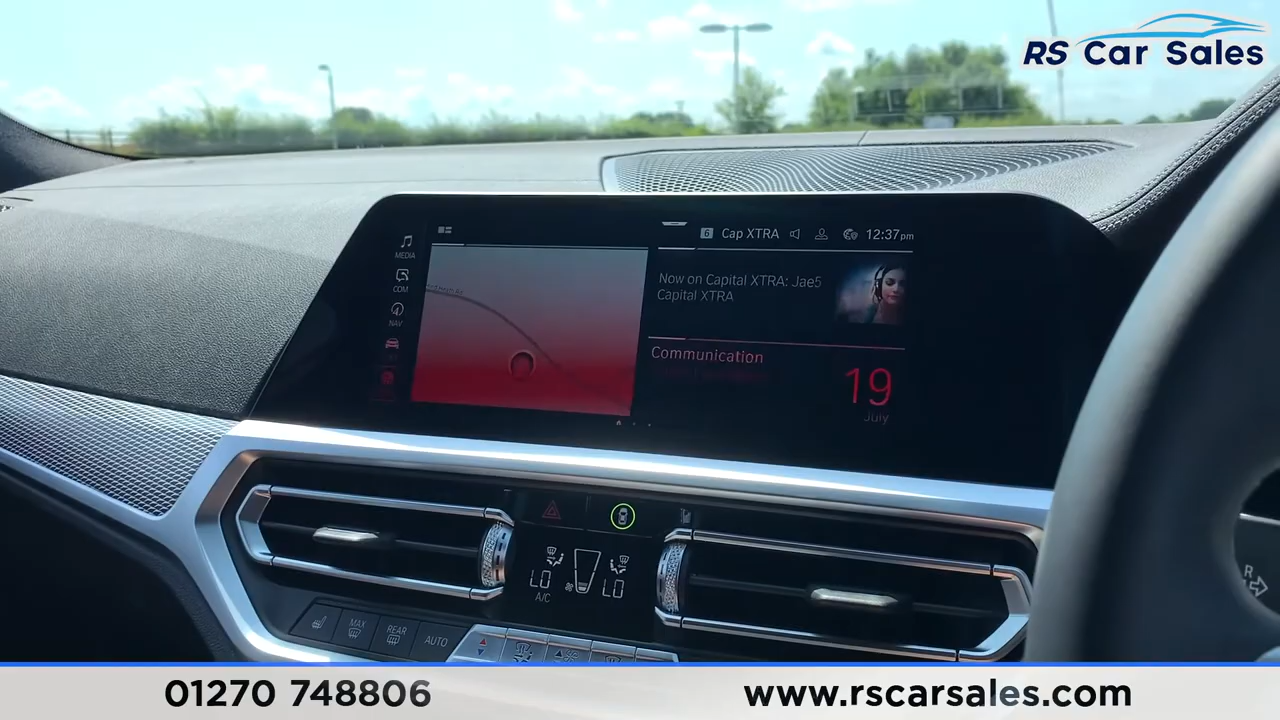 RS Car Sales
6 Cap XTRA 12:37pm
MEDIA
COM
NAV
Now on Capital XTRA: Jae5
Capital XTRA
Communication
19
July
LO LO
A/C
MAX
REAR
AUTO
R
01270 748806
www.rscarsales.com